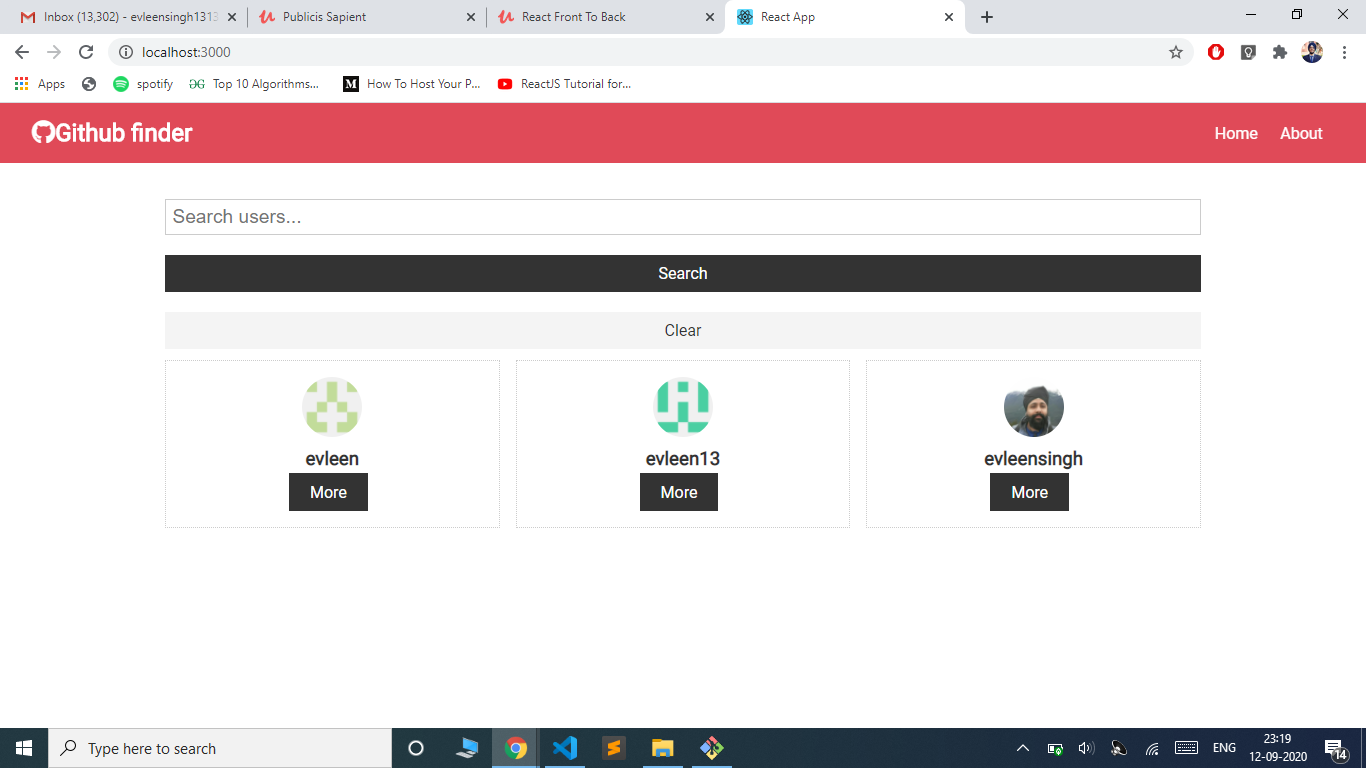 Inbox (13,302) - evleensingh1313
Publicis Sapient
React Front To Back
React App
localhost:3000
Apps
spotify
Top 10 Algorithms...
How To Host Your P...
ReactJS Tutorial for...
Github finder
Home
About
Search users...
Search
Clear
evleen
evleen13
evleensingh
More
More
More
Type here to search
ENG
23:19
12-09-2020
14